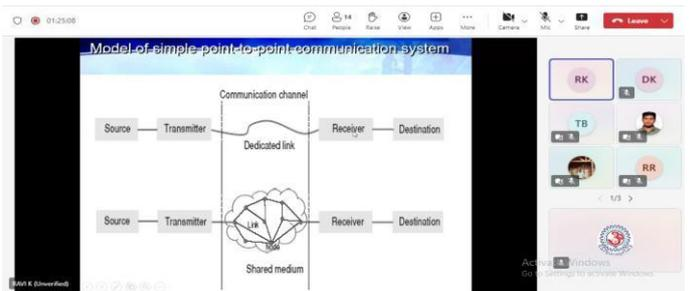 01:25:08
14
Chat People Raise View Apps More Camera Mic Share Leave
Model of simple point-to-point communication system
Communication channel
Source Transmitter Receiver Destination
Dedicated link
Source Transmitter Link Receiver Destination
Node
Shared medium
RAVI K (Unverified)
RK DK
TB
RR
1/3
Activate Windows
Go to Settings to activate Windows.